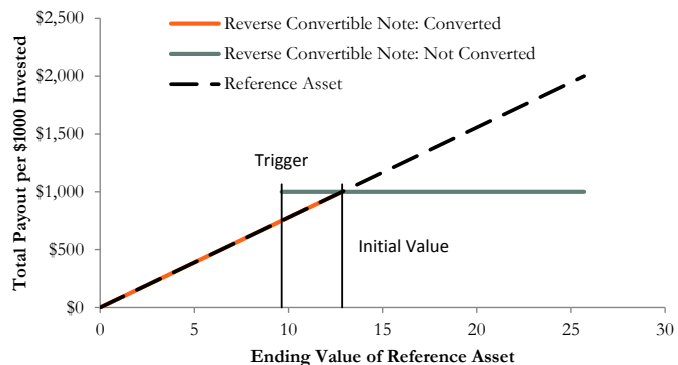 $2,500
Reverse Convertible Note: Converted
Reverse Convertible Note: Not Converted
Reference Asset
$2,000
$1,500
Trigger
$1,000
Initial Value
$500
$0
0 5 10 15 20 25 30
Total Payout per $1000 Invested
Ending Value of Reference Asset